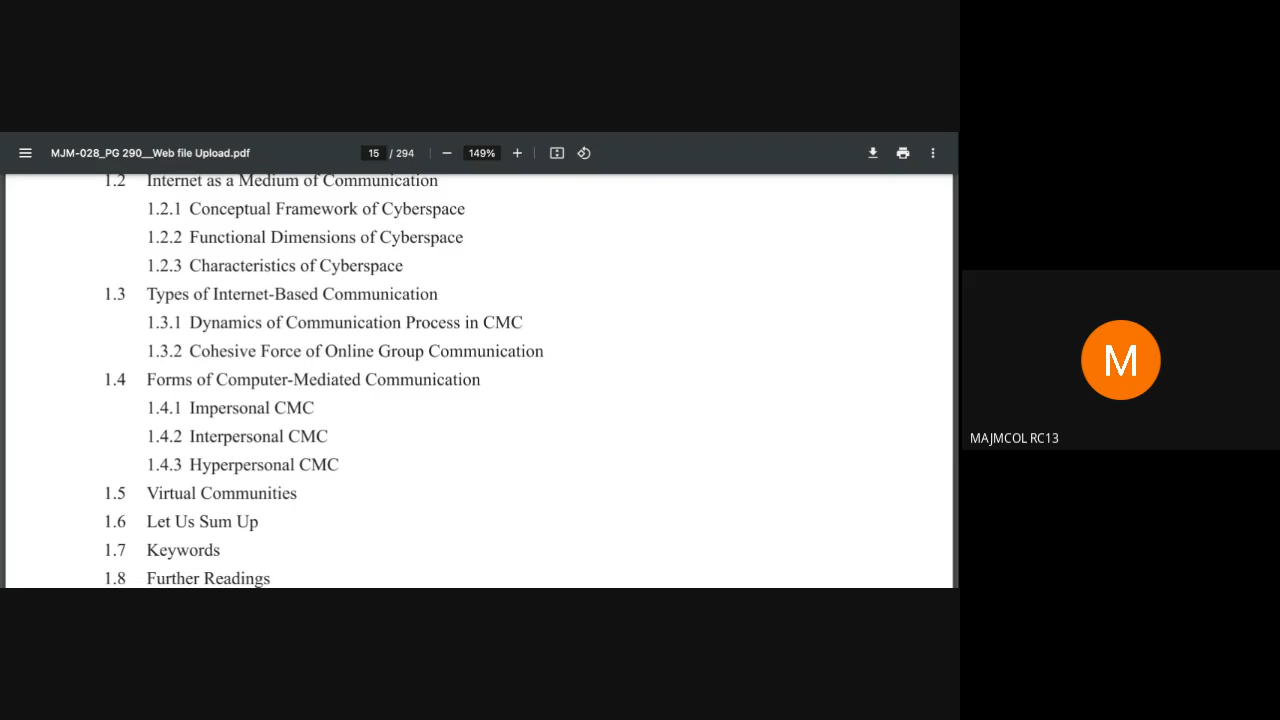 MJM-028_PG 290__Web file Upload.pdf 15 / 294 149%
1.2 Internet as a Medium of Communication
1.2.1 Conceptual Framework of Cyberspace
1.2.2 Functional Dimensions of Cyberspace
1.2.3 Characteristics of Cyberspace
1.3 Types of Internet-Based Communication
1.3.1 Dynamics of Communication Process in CMC
1.3.2 Cohesive Force of Online Group Communication
1.4 Forms of Computer-Mediated Communication
1.4.1 Impersonal CMC
1.4.2 Interpersonal CMC
1.4.3 Hyperpersonal CMC
1.5 Virtual Communities
1.6 Let Us Sum Up
1.7 Keywords
1.8 Further Readings
M
MAJMCOL RC13